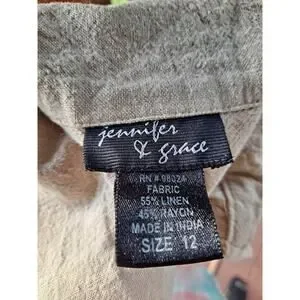 jennifer
& grace
RN # 98024
FABRIC
55% LINEN
45% RAYON
MADE IN INDIA
SIZE 12